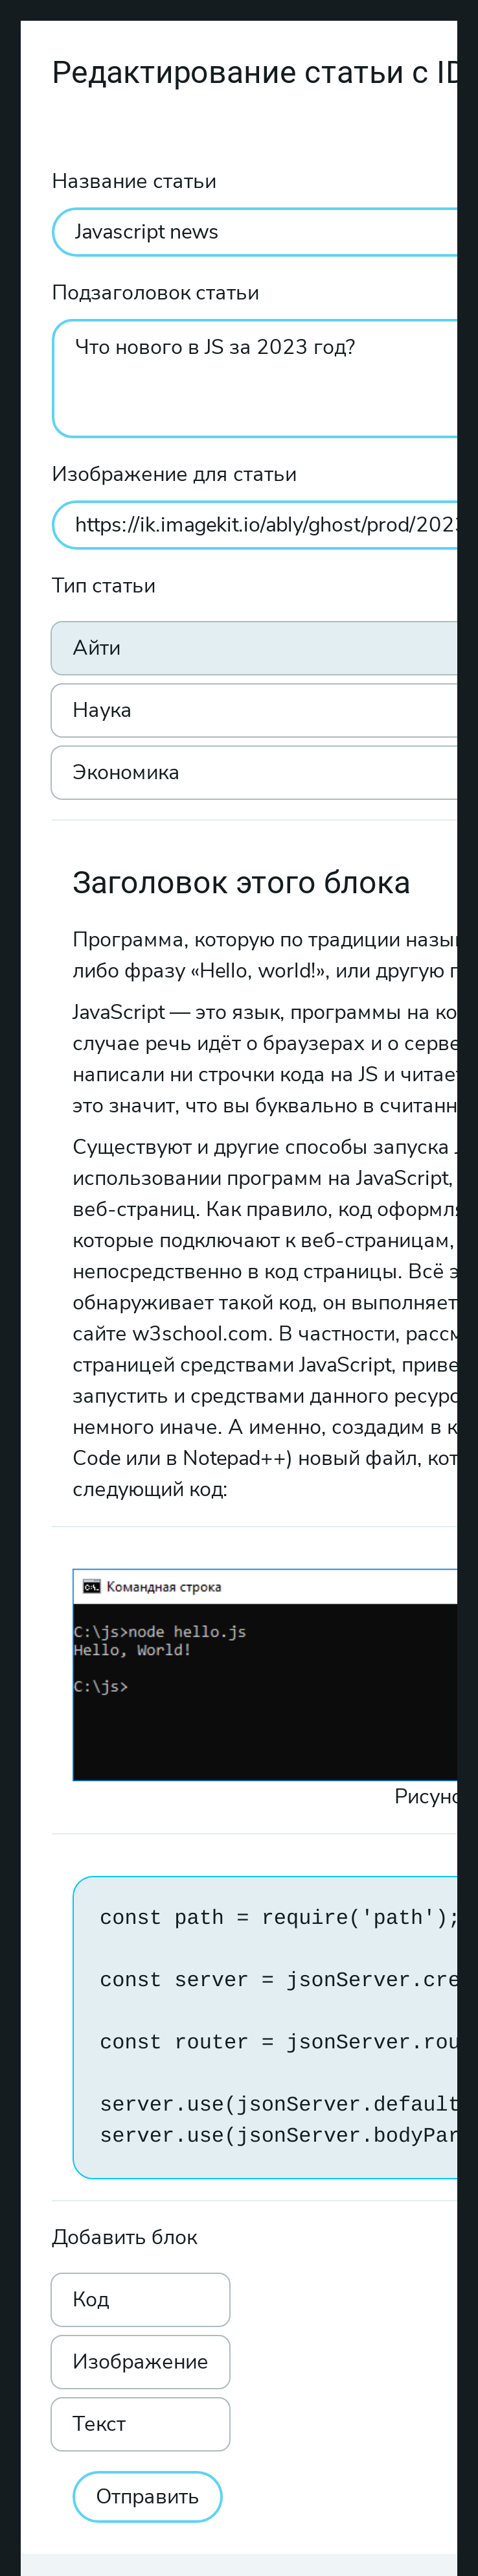 Редактирование статьи с ID
Название статьи
Javascript news
Подзаголовок статьи
Что нового в JS за 2023 год?
Изображение для статьи
https://ik.imagekit.io/ably/ghost/prod/202
Тип статьи
Айти
Наука
Экономика
Заголовок этого блока
Программа, которую по традиции назы
либо фразу «Hello, world!», или другую
JavaScript — это язык, программы на ко
случае речь идёт о браузерах и о серве
написали ни строчки кода на JS и читае
это значит, что вы буквально в считанн
Существуют и другие способы запуска
использовании программ на JavaScript,
веб-страниц. Как правило, код оформл
которые подключают к веб-страницам,
непосредственно в код страницы. Всё э
обнаруживает такой код, он выполняет
сайте w3school.com. В частности, рассм
страницей средствами JavaScript, приве
запустить и средствами данного ресурс
немного иначе. А именно, создадим в к
Code или в Notepad++) новый файл, кот
следующий код:
Командная строка
C:\js>node hello.js
Hello, World!
C:\js>
Рисуно
const path = require('path');
const server = jsonServer.cre
const router = jsonServer.rou
server.use(jsonServer.default
server.use(jsonServer.bodyPar
Добавить блок
Код
Изображение
Текст
Отправить